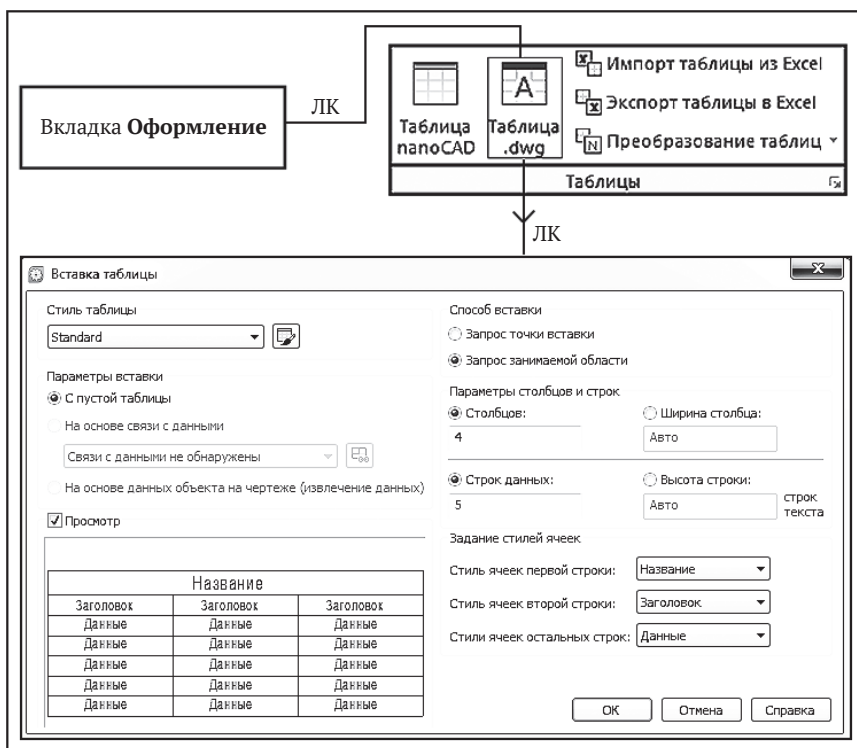 Вкладка Оформление
ЛК
Таблица
nanoCAD
Таблица
.dwg
Импорт таблицы из Excel
Экспорт таблицы в Excel
Преобразование таблиц
Таблицы
ЛК
Вставка таблицы
Стиль таблицы
Standard
Параметры вставки
С пустой таблицы
На основе связи с данными
Связи с данными не обнаружены
На основе данных объекта на чертеже (извлечение данных)
Просмотр
Название
Заголовок Заголовок Заголовок
Данные Данные Данные
Данные Данные Данные
Данные Данные Данные
Данные Данные Данные
Данные Данные Данные
Способ вставки
Запрос точки вставки
Запрос занимаемой области
Параметры столбцов и строк
Столбцов: Ширина столбца:
4 Авто
Строк данных: Высота строки:
5 Авто строк
текста
Задание стилей ячеек
Стиль ячеек первой строки: Название
Стиль ячеек второй строки: Заголовок
Стили ячеек остальных строк: Данные
ОК Отмена Справка